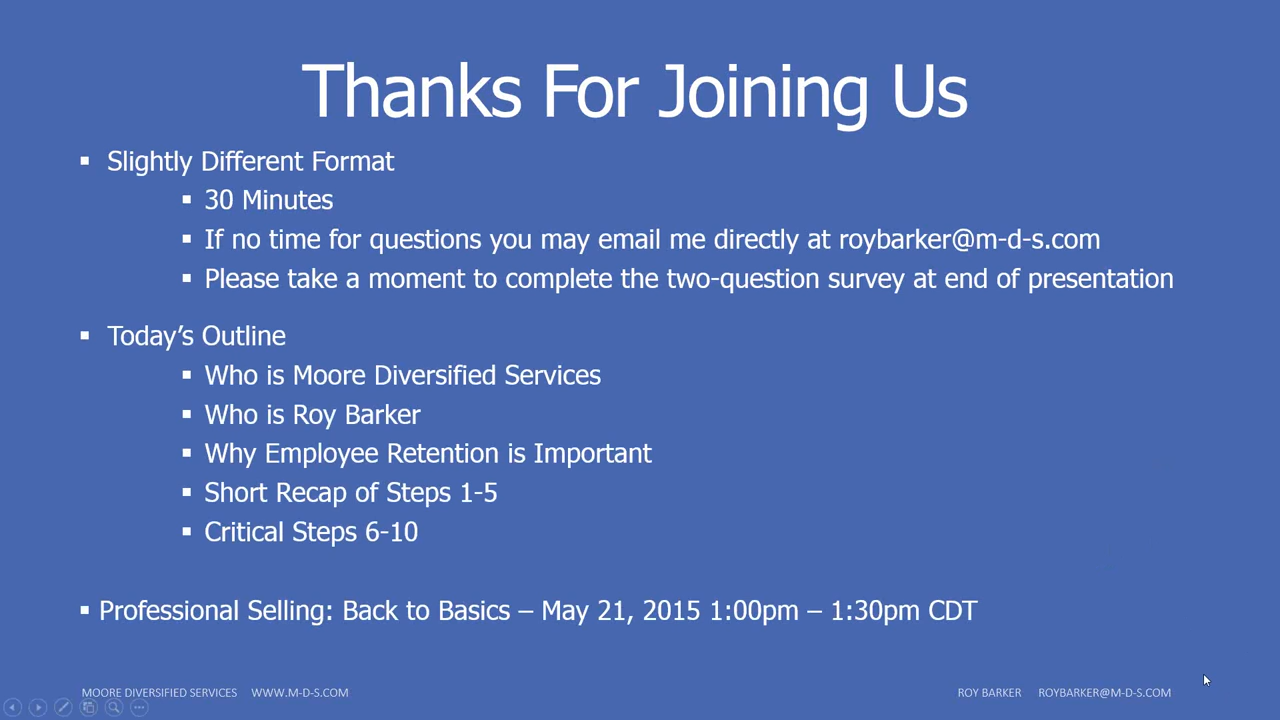 Thanks For Joining Us
▪ Slightly Different Format
▪ 30 Minutes
▪ If no time for questions you may email me directly at roybarker@m-d-s.com
▪ Please take a moment to complete the two-question survey at end of presentation
▪ Today's Outline
▪ Who is Moore Diversified Services
▪ Who is Roy Barker
▪ Why Employee Retention is Important
▪ Short Recap of Steps 1-5
▪ Critical Steps 6-10
▪ Professional Selling: Back to Basics – May 21, 2015 1:00pm – 1:30pm CDT
MOORE DIVERSIFIED SERVICES WWW.M-D-S.COM
ROY BARKER ROYBARKER@M-D-S.COM